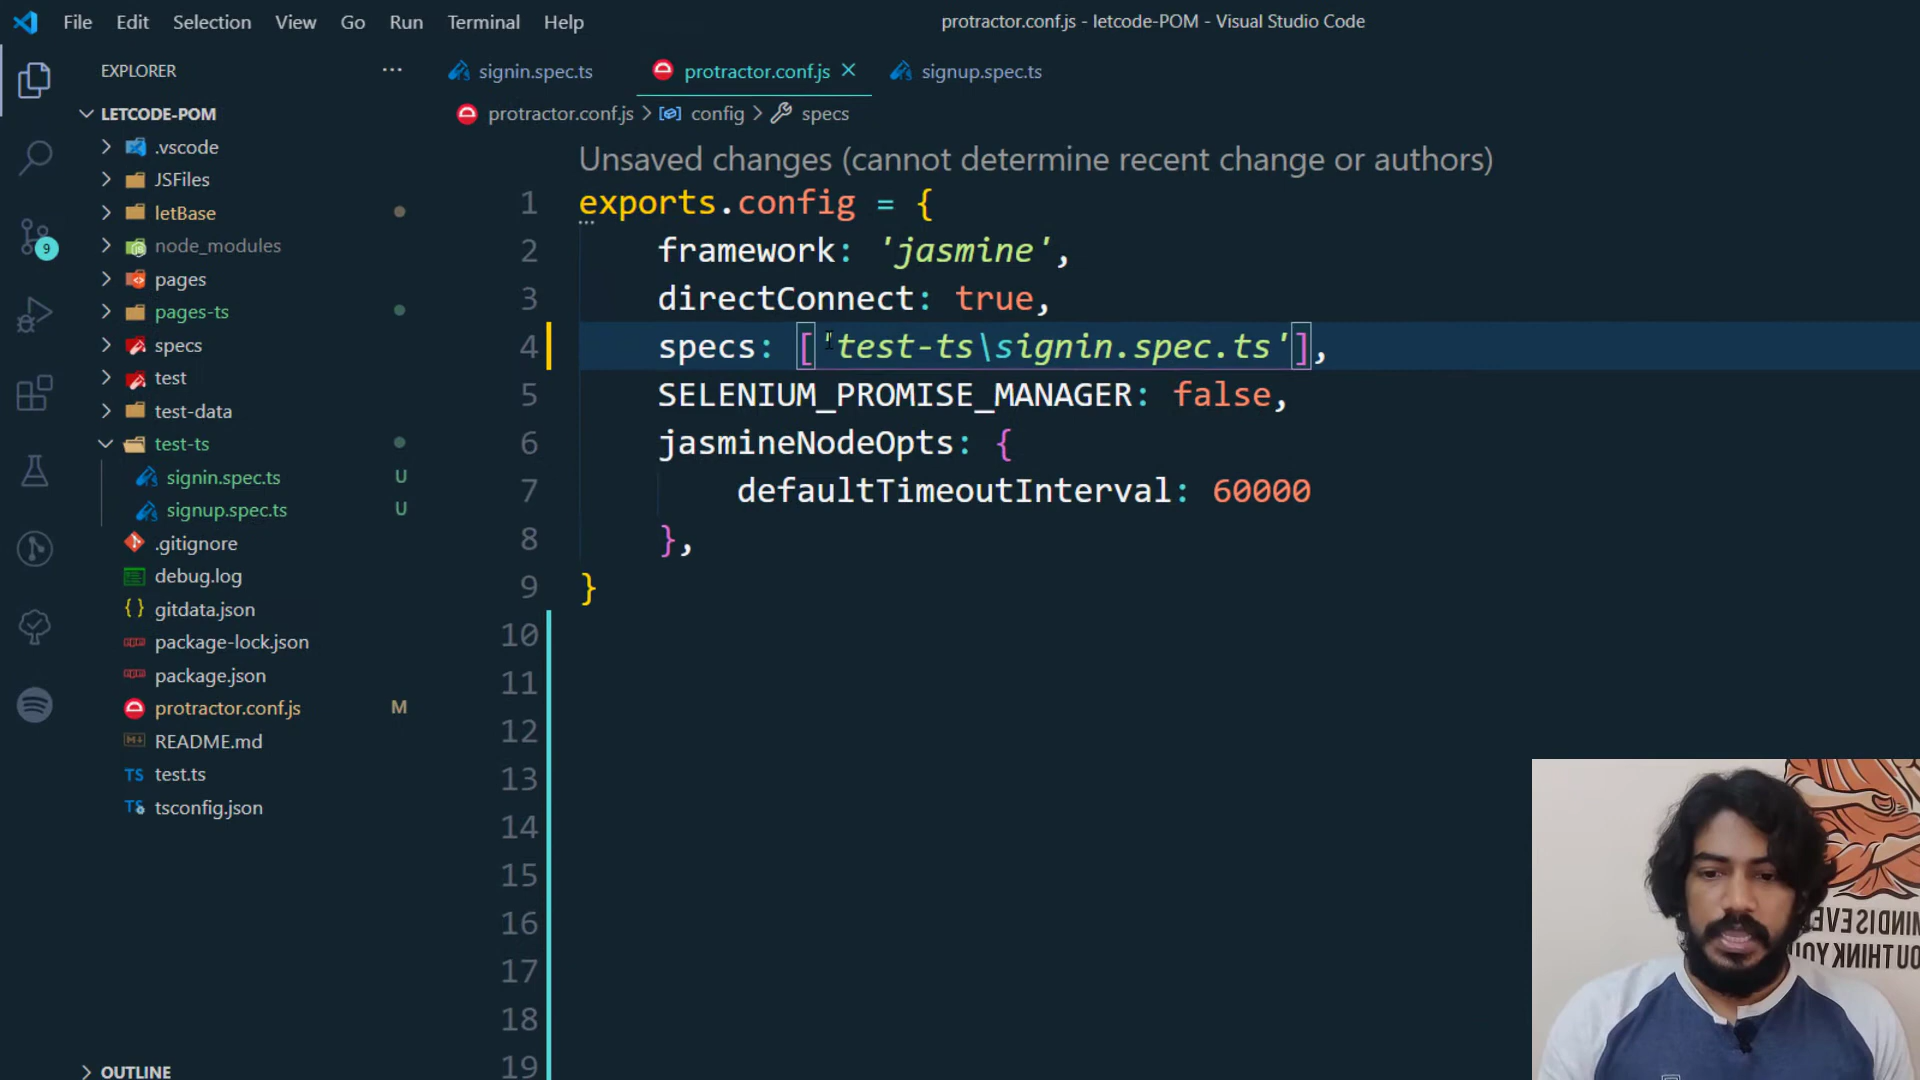 File Edit Selection View Go Run Terminal Help
protractor.conf.js - letcode-POM - Visual Studio Code
EXPLORER
LETCODE-POM
.vscode
JSFiles
letBase
node_modules
pages
pages-ts
specs
test
test-data
test-ts
signin.spec.ts U
signup.spec.ts U
.gitignore
debug.log
gitdata.json
package-lock.json
package.json
protractor.conf.js M
README.md
TS test.ts
TS tsconfig.json
OUTLINE
9
signin.spec.ts protractor.conf.js signup.spec.ts
protractor.conf.js > config > specs
Unsaved changes (cannot determine recent change or authors)
1 exports.config = {
2 framework: 'jasmine',
3 directConnect: true,
4 specs: ['test-ts\signin.spec.ts'],
5 SELENIUM_PROMISE_MANAGER: false,
6 jasmineNodeOpts: {
7 defaultTimeoutInterval: 60000
8 },
9 }
10
11
12
13
14
15
16
17
18
19